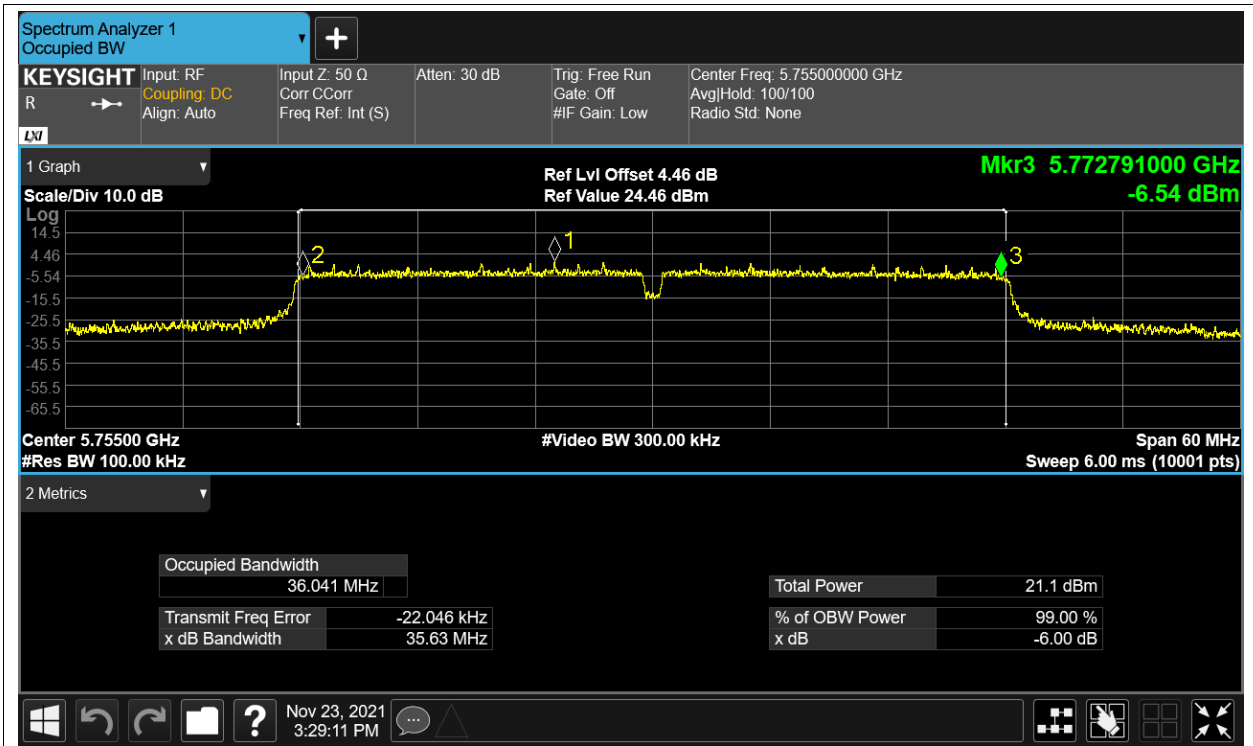 Spectrum Analyzer 1
Occupied BW
KEYSIGHT
R
LXI
Input: RF
Coupling: DC
Align: Auto
Input Z: 50 Ω
Corr CCorr
Freq Ref: Int (S)
Atten: 30 dB
Trig: Free Run
Gate: Off
#IF Gain: Low
Center Freq: 5.755000000 GHz
Avg|Hold: 100/100
Radio Std: None
1 Graph
Scale/Div 10.0 dB
Ref Lvl Offset 4.46 dB
Ref Value 24.46 dBm
Mkr3 5.772791000 GHz
-6.54 dBm
Log
14.5
4.46
-5.54
-15.5
-25.5
-35.5
-45.5
-55.5
-65.5
2
1
3
Center 5.75500 GHz
#Res BW 100.00 kHz
#Video BW 300.00 kHz
Span 60 MHz
Sweep 6.00 ms (10001 pts)
2 Metrics
Occupied Bandwidth
36.041 MHz
Transmit Freq Error -22.046 kHz
x dB Bandwidth 35.63 MHz
Total Power 21.1 dBm
% of OBW Power 99.00 %
x dB -6.00 dB
?
Nov 23, 2021
3:29:11 PM